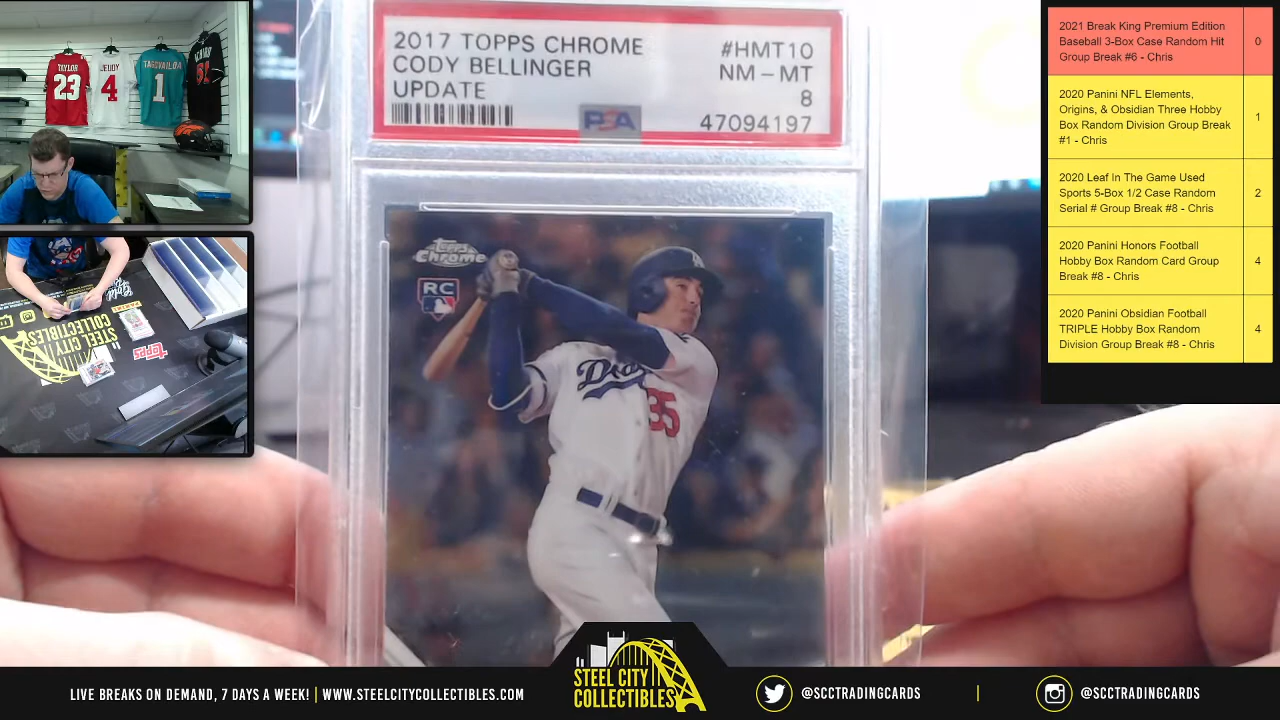 TAYLOR
23
JEUDY
4
TAGOVAILOA
1
2017 TOPPS CHROME
CODY BELLINGER
UPDATE
#HMT10
NM – MT
8
47094197
PSA
Topps
Chrome
RC
35
STEEL CITY
COLLECTIBLES
Topps
2021 Break King Premium Edition
Baseball 3-Box Case Random Hit
Group Break #6 - Chris
0
2020 Panini NFL Elements,
Origins, & Obsidian Three Hobby
Box Random Division Group Break
#1 - Chris
1
2020 Leaf In The Game Used
Sports 5-Box 1/2 Case Random
Serial # Group Break #8 - Chris
2
2020 Panini Honors Football
Hobby Box Random Card Group
Break #8 - Chris
4
2020 Panini Obsidian Football
TRIPLE Hobby Box Random
Division Group Break #8 - Chris
4
LIVE BREAKS ON DEMAND, 7 DAYS A WEEK! | WWW.STEELCITYCOLLECTIBLES.COM
STEEL CITY
COLLECTIBLES
@SCCTRADINGCARDS
@SCCTRADINGCARDS